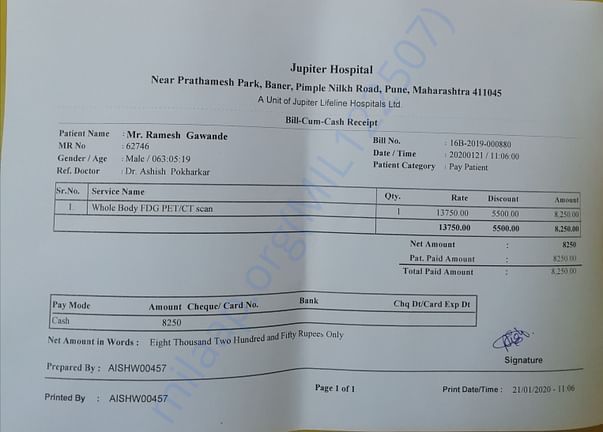 Jupiter Hospital
Near Prathamesh Park, Baner, Pimple Nilkh Road, Pune, Maharashtra 411045
A Unit of Jupiter Lifeline Hospitals Ltd.
Bill-Cum-Cash Receipt
Patient Name : Mr. Ramesh Gawande Bill No. : 16B-2019-000880
MR No : 62746 Date / Time : 20200121 / 11:06:00
Gender / Age : Male / 063:05:19 Patient Category : Pay Patient
Ref. Doctor : Dr. Ashish Pokharkar
Sr.No. Service Name Qty. Rate Discount Amount
1. Whole Body FDG PET/CT scan 1 13750.00 5500.00 8,250.00
13750.00 5500.00 8,250.00
Net Amount : 8250
Pat. Paid Amount : 8250.00
Total Paid Amount : 8,250.00
Pay Mode Amount Cheque/ Card No. Bank Chq Dt/Card Exp Dt
Cash 8250
Net Amount in Words : Eight Thousand Two Hundred and Fifty Rupees Only
Signature
Prepared By : AISHW00457
Printed By : AISHW00457 Page 1 of 1 Print Date/Time : 21/01/2020 - 11:06